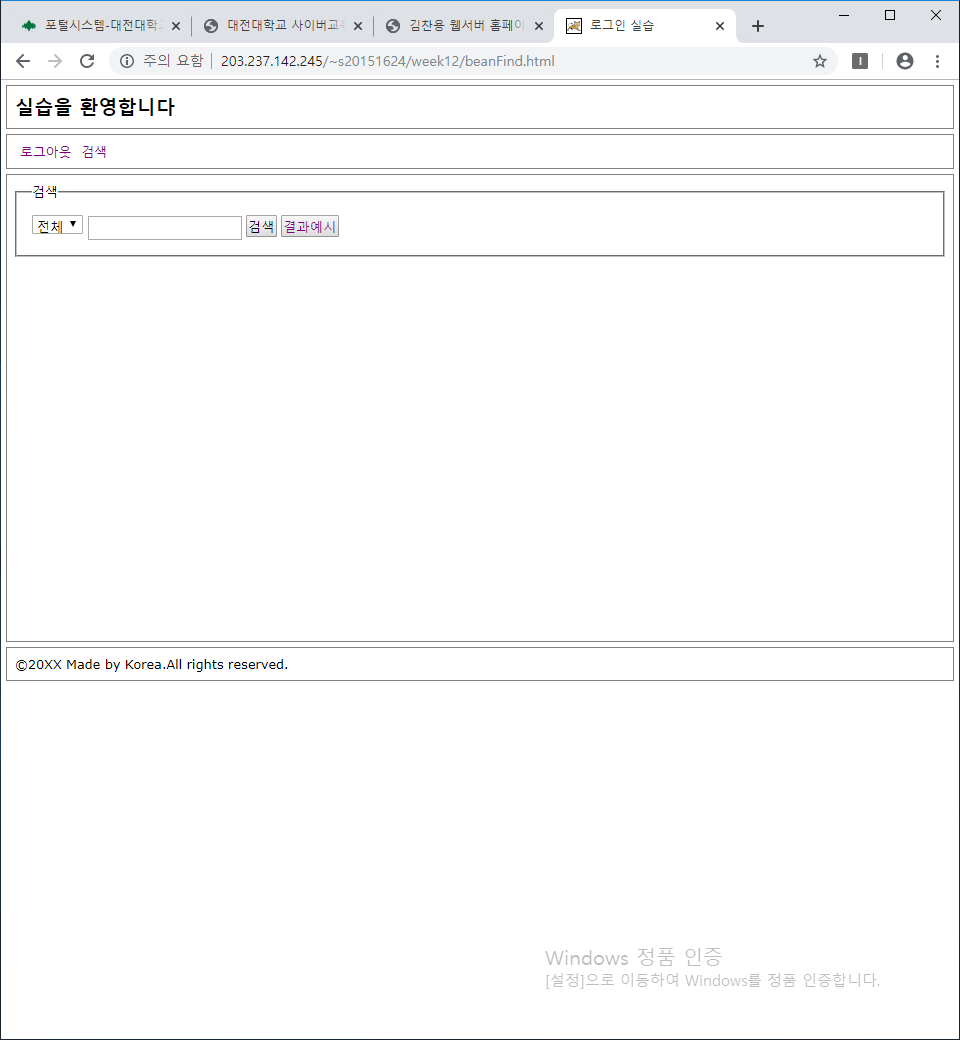 포털시스템-대전대학교
대전대학교 사이버교육
김찬용 웹서버 홈페이
로그인 실습
주의 요함
203.237.142.245/~s20151624/week12/beanFind.html
실습을 환영합니다
로그아웃 검색
검색
전체 검색 결과예시
©20XX Made by Korea.All rights reserved.
Windows 정품 인증
[설정]으로 이동하여 Windows를 정품 인증합니다.